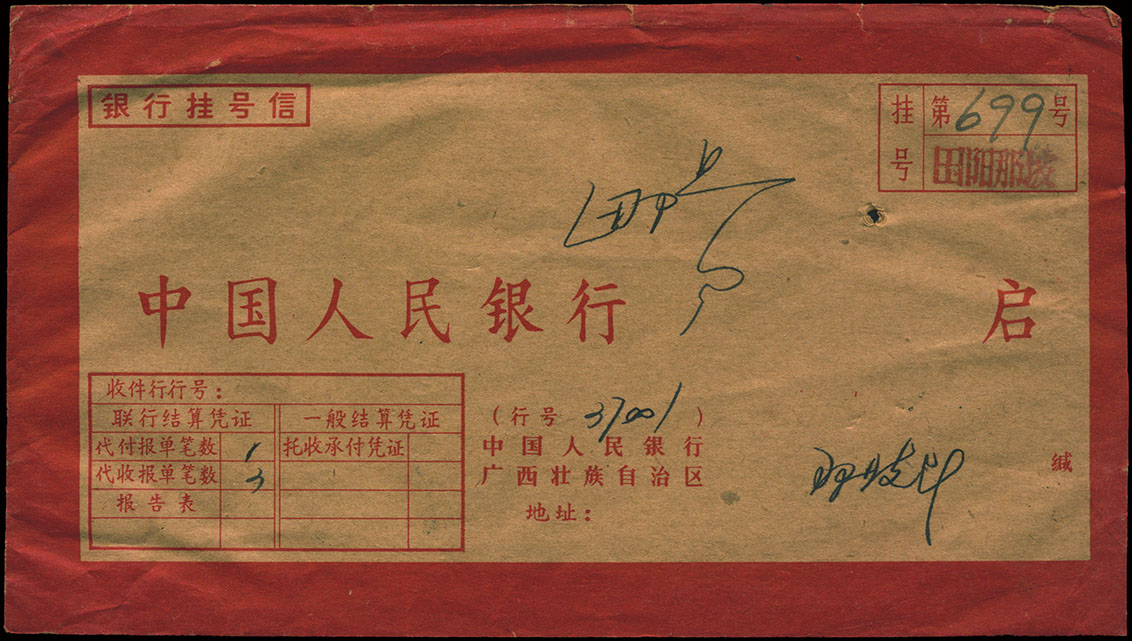 银行挂号信
挂号 第699号
田阳那坡
中国人民银行 启
收件行行号：
联行结算凭证 一般结算凭证
代付报单笔数 1 托收承付凭证
代收报单笔数 3
报告表
（行号 37001）
中国人民银行
广西壮族自治区
缄
地址：